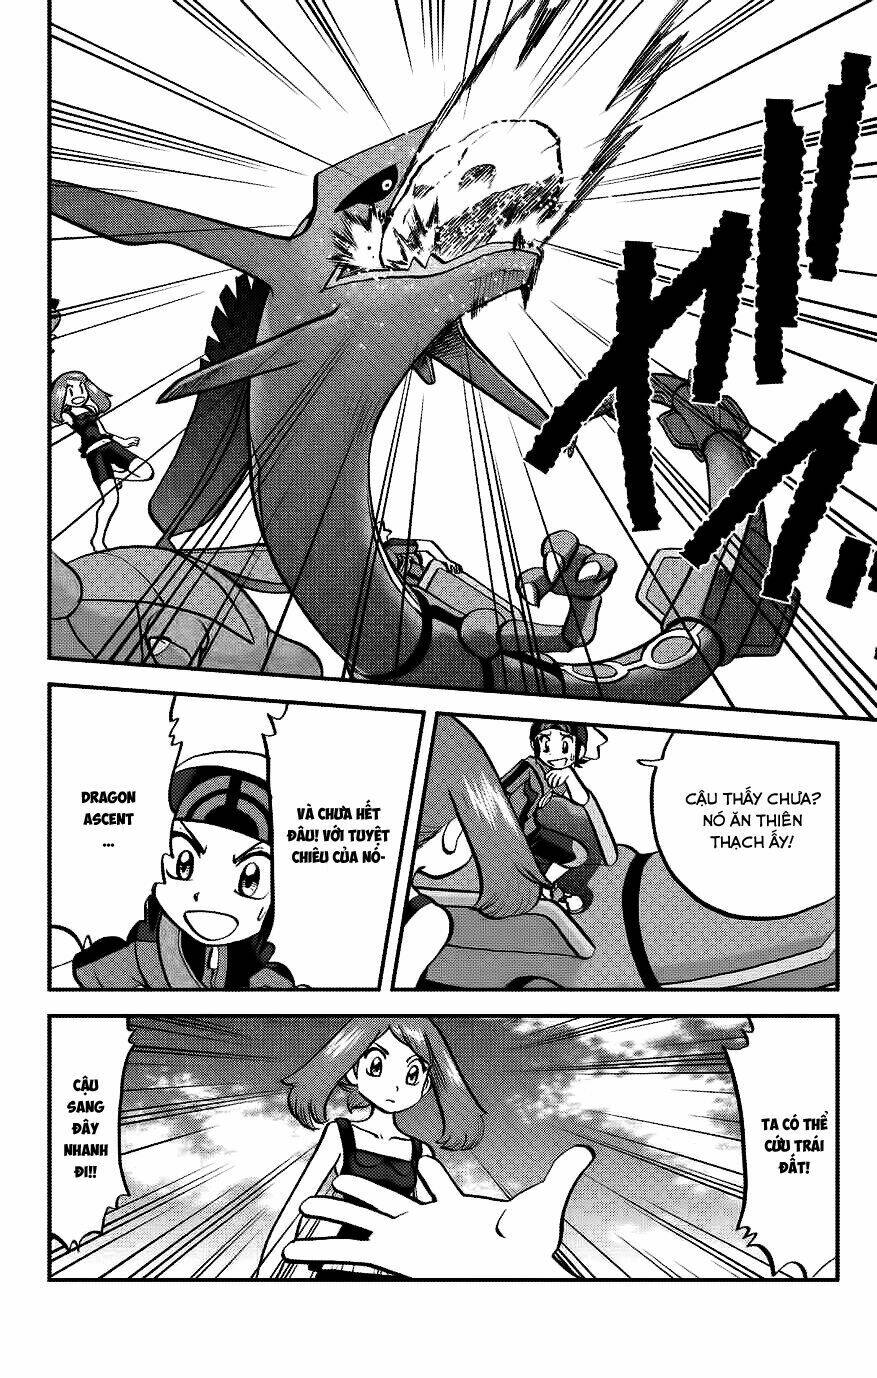 CẬU THẤY CHƯA?
NÓ ĂN THIÊN
THẠCH ẤY!
VÀ CHƯA HẾT
ĐÂU! VỚI TUYỆT
CHIÊU CỦA NÓ-
DRAGON
ASCENT
...
TA CÓ THỂ
CỨU TRÁI
ĐẤT!
CẬU
SANG
ĐÂY
NHANH
ĐI!!